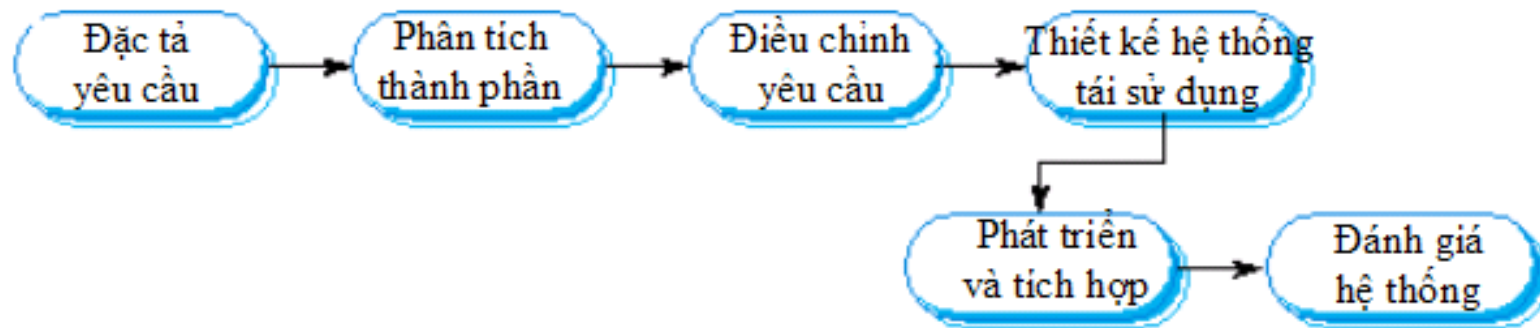 Đặc tả
yêu cầu
Phân tích
thành phần
Điều chỉnh
yêu cầu
Thiết kế hệ thống
tái sử dụng
Phát triển
và tích hợp
Đánh giá
hệ thống